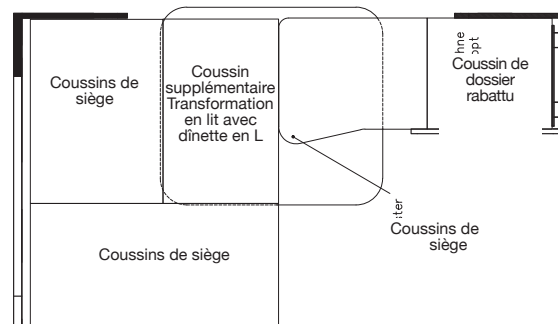 Coussins de
siège
Coussin
supplémentaire
Transformation
en lit avec
dînette en L
Coussin de
dossier
rabattu
Coussins de
siège
Coussins de siège